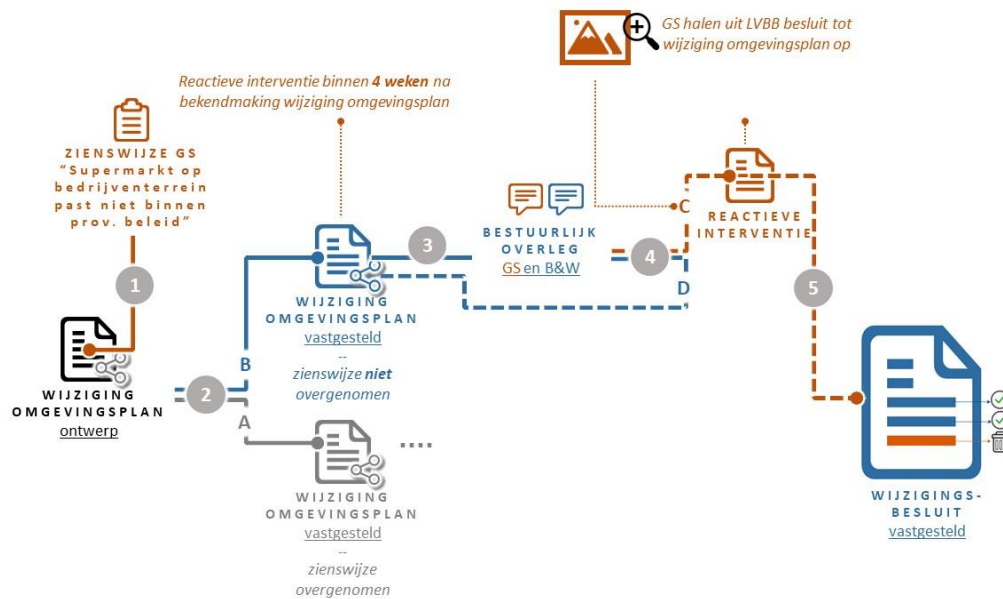 GS halen uit LVBB besluit tot
wijziging omgevingsplan op
Reactieve interventie binnen 4 weken na
bekendmaking wijziging omgevingsplan
ZIENSWIJZE GS
“Supermarkt op
bedrijventerrein
past niet binnen
prov. beleid”
1
WIJZIGING
OMGEVINGSPLAN
ontwerp
2
B
A
WIJZIGING
OMGEVINGSPLAN
vastgesteld
--
zienswijze niet
overgenomen
WIJZIGING
OMGEVINGSPLAN
vastgesteld
--
zienswijze
overgenomen
....
3
BESTUURLIJK
OVERLEG
GS en B&W
4
C
D
REACTIEVE
INTERVENTIE
5
WIJZIGINGS-
BESLUIT
vastgesteld